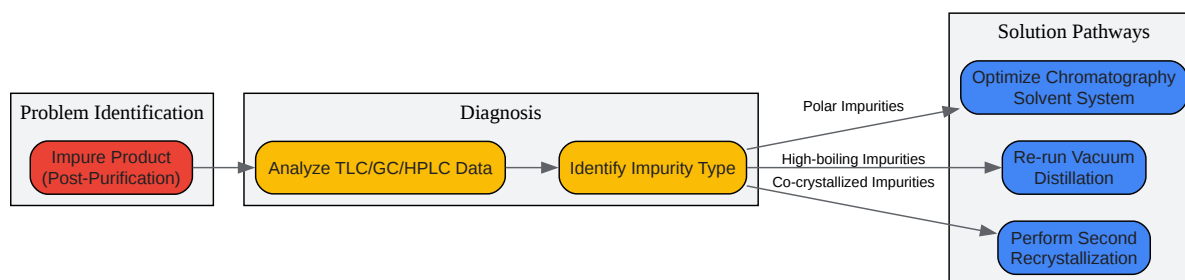 Problem Identification
Impure Product
(Post-Purification)
Diagnosis
Analyze TLC/GC/HPLC Data
Identify Impurity Type
Polar Impurities
High-boiling Impurities
Co-crystallized Impurities
Solution Pathways
Optimize Chromatography
Solvent System
Re-run Vacuum
Distillation
Perform Second
Recrystallization